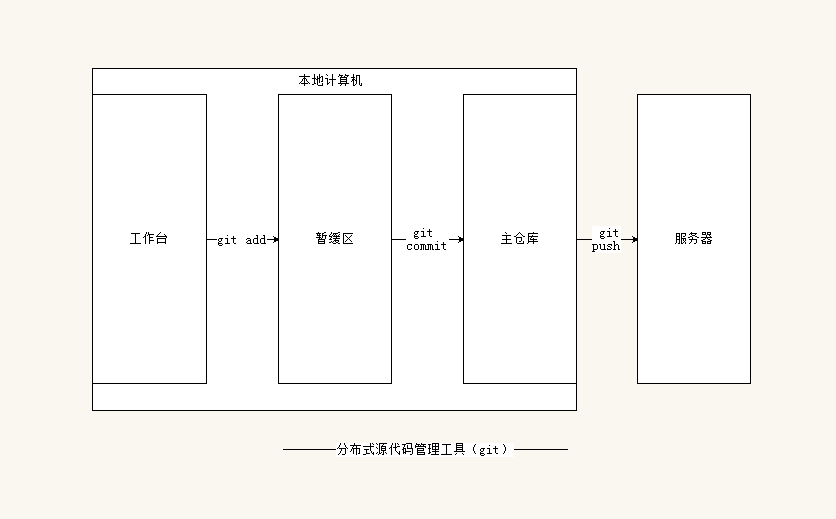 本地计算机
工作台
git add
暂缓区
git
commit
主仓库
git
push
服务器
分布式源代码管理工具（git）